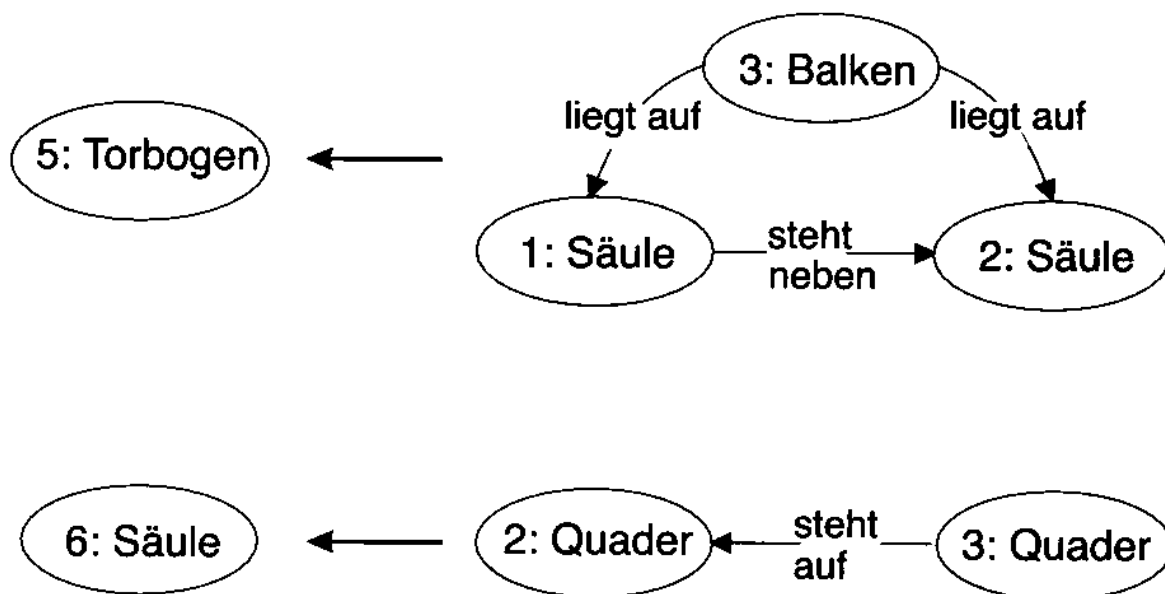 3: Balken
liegt auf
liegt auf
5: Torbogen
1: Säule
steht
neben
2: Säule
6: Säule
2: Quader
steht
auf
3: Quader